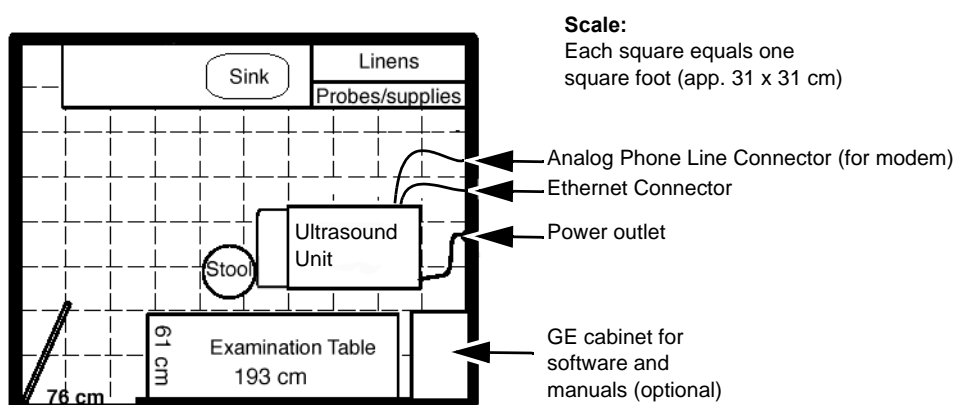 Scale:
Each square equals one
square foot (app. 31 x 31 cm)
Linens
Sink
Probes/supplies
Analog Phone Line Connector (for modem)
Ethernet Connector
Ultrasound
Unit
Power outlet
Stool
61 cm
Examination Table
193 cm
GE cabinet for
software and
manuals (optional)
76 cm